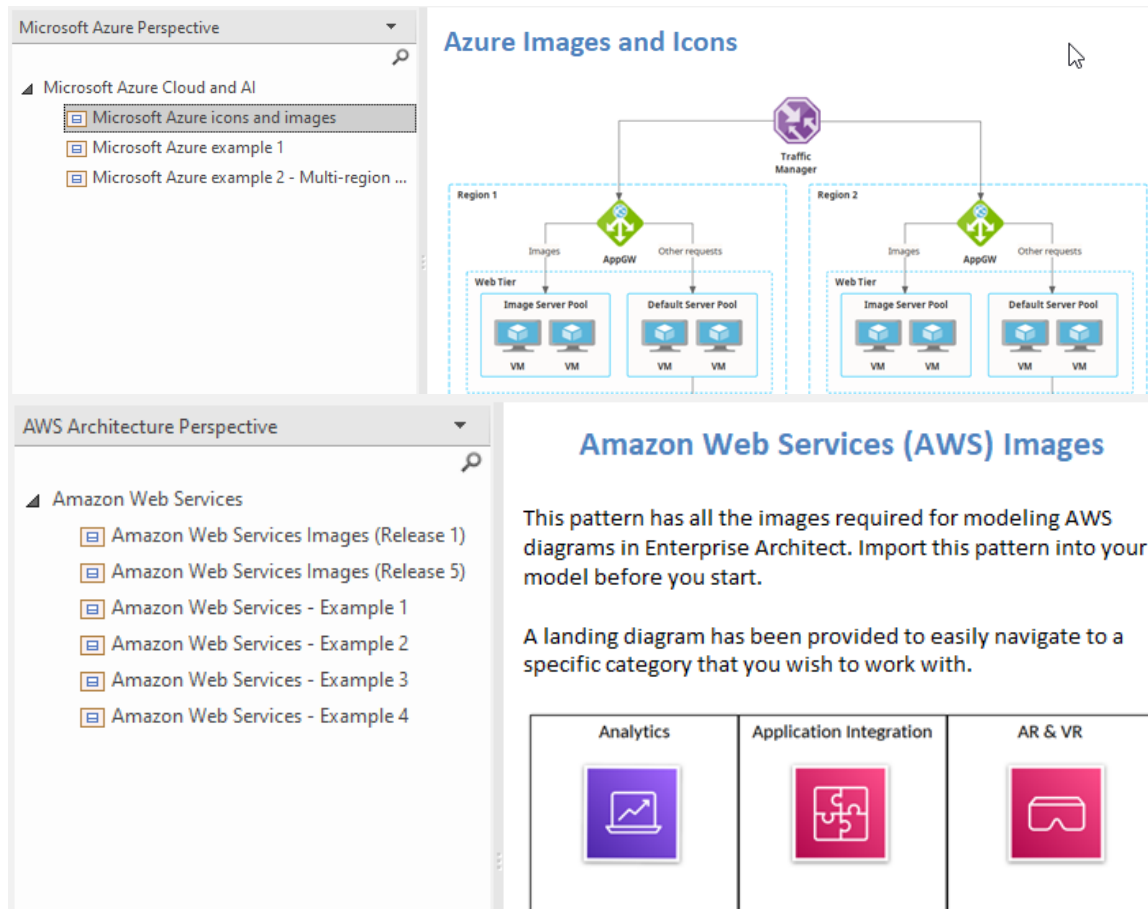 Microsoft Azure Perspective
Microsoft Azure Cloud and AI
Microsoft Azure icons and images
Microsoft Azure example 1
Microsoft Azure example 2 - Multi-region ...
Azure Images and Icons
Traffic
Manager
Region 1
Images
Other requests
AppGW
Web Tier
Image Server Pool
Default Server Pool
VM VM VM VM
Region 2
Images
Other requests
AppGW
Web Tier
Image Server Pool
Default Server Pool
VM VM VM VM
AWS Architecture Perspective
Amazon Web Services
Amazon Web Services Images (Release 1)
Amazon Web Services Images (Release 5)
Amazon Web Services - Example 1
Amazon Web Services - Example 2
Amazon Web Services - Example 3
Amazon Web Services - Example 4
Amazon Web Services (AWS) Images
This pattern has all the images required for modeling AWS
diagrams in Enterprise Architect. Import this pattern into your
model before you start.
A landing diagram has been provided to easily navigate to a
specific category that you wish to work with.
Analytics
Application Integration
AR & VR